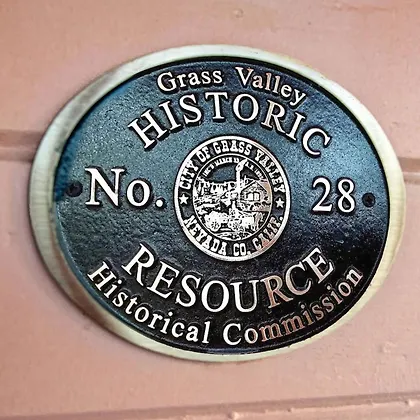 Grass Valley
HISTORIC
No. 28
CITY OF GRASS VALLEY
NEVADA CO. CALIF.
RESOURCE
Historical Commission